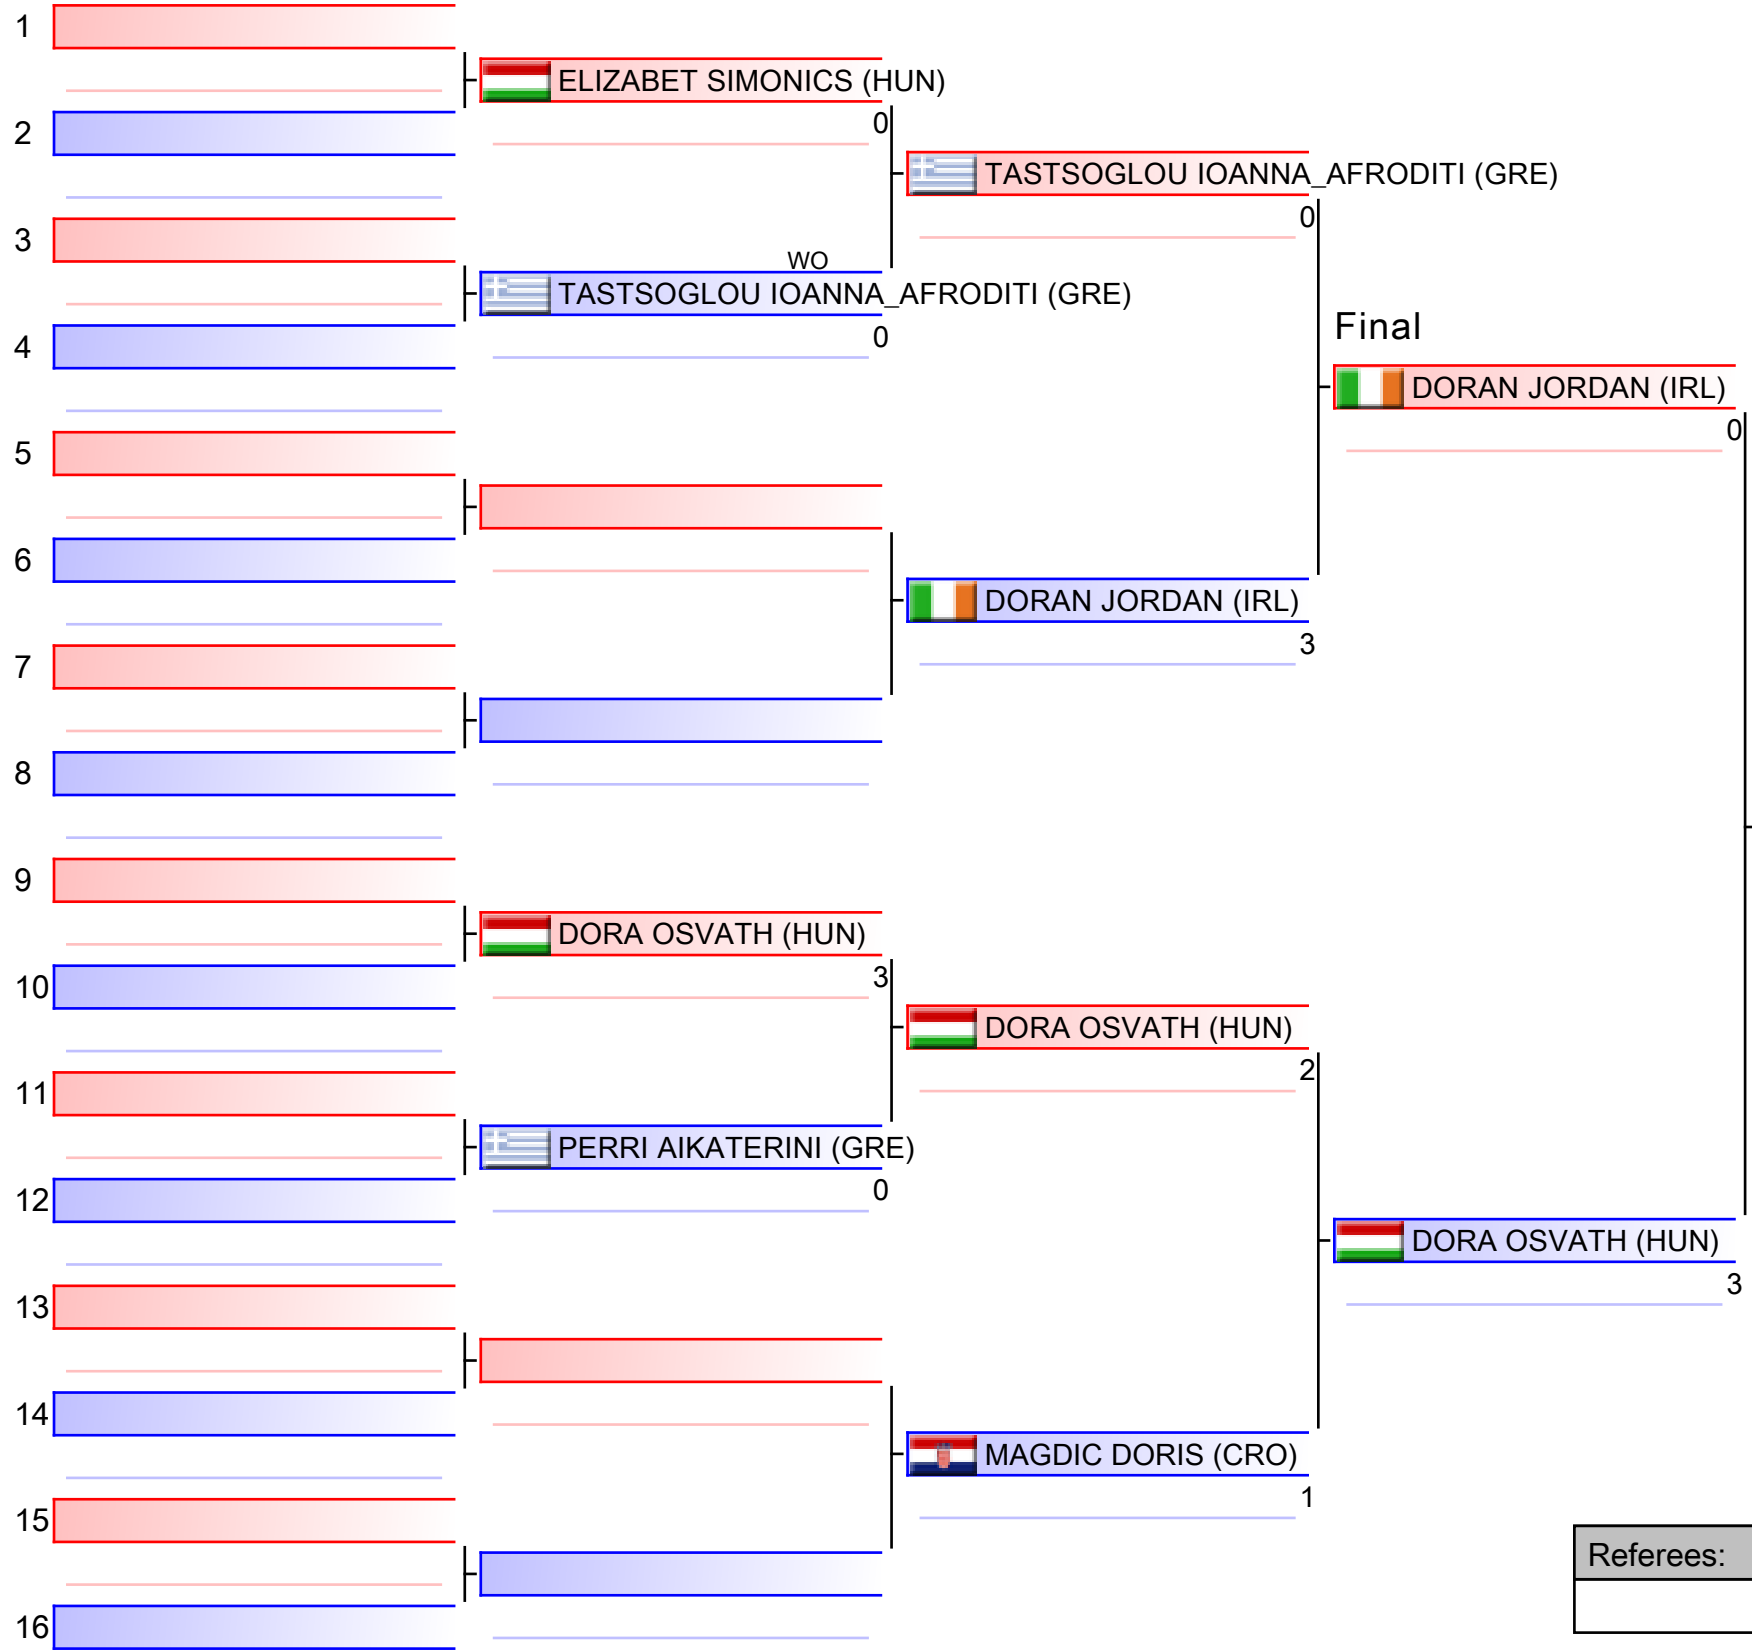 1
ELIZABET SIMONICS (HUN)
0
2
TASTSOGLOU IOANNA_AFRODITI (GRE)
0
3
WO
TASTSOGLOU IOANNA_AFRODITI (GRE)
0
4
Final
DORAN JORDAN (IRL)
0
5
6
DORAN JORDAN (IRL)
3
7
8
9
DORA OSVATH (HUN)
3
10
DORA OSVATH (HUN)
2
11
PERRI AIKATERINI (GRE)
0
12
DORA OSVATH (HUN)
3
13
14
MAGDIC DORIS (CRO)
1
15
Referees:
16